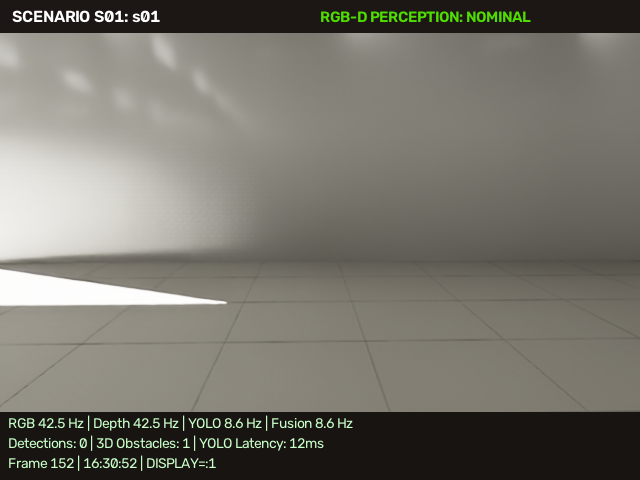 SCENARIO S01: s01
RGB-D PERCEPTION: NOMINAL
RGB 42.5 Hz | Depth 42.5 Hz | YOLO 8.6 Hz | Fusion 8.6 Hz
Detections: 0 | 3D Obstacles: 1 | YOLO Latency: 12ms
Frame 152 | 16:30:52 | DISPLAY=:1